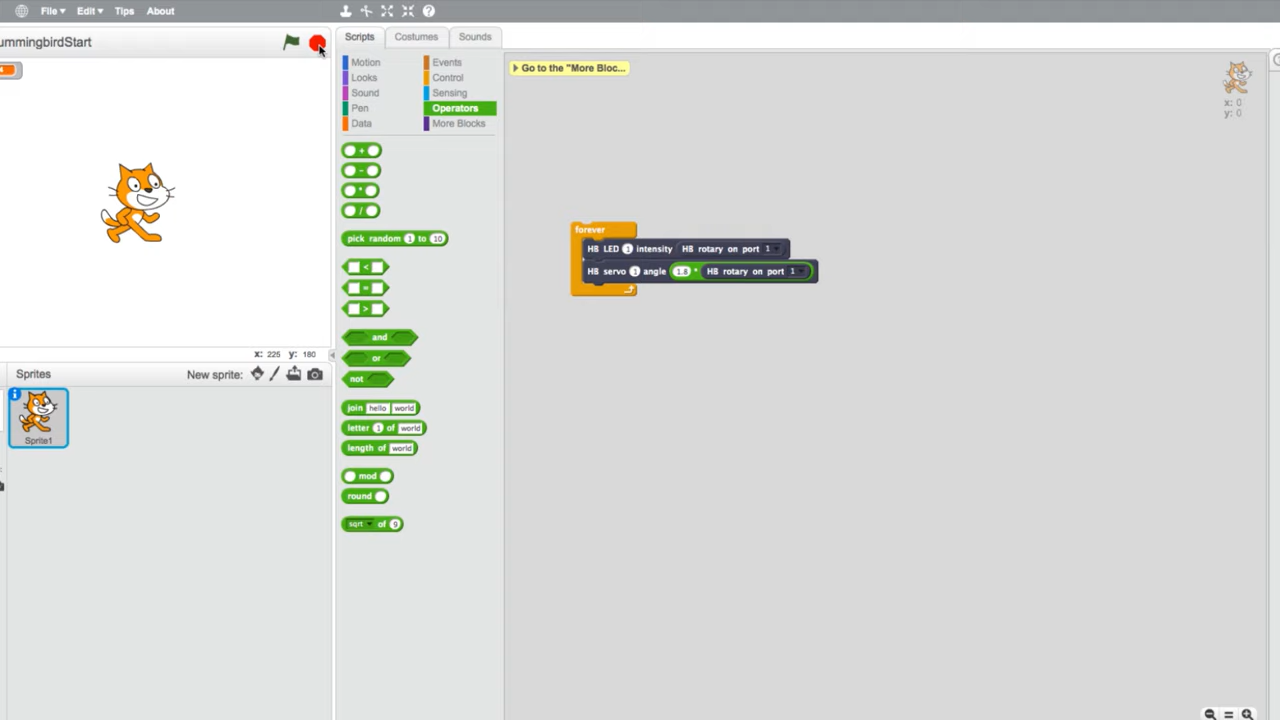 File Edit Tips About
ummingbirdStart
Scripts Costumes Sounds
Motion Events
Looks Control
Sound Sensing
Pen Operators
Data More Blocks
Go to the "More Bloc...
x: 0
y: 0
+
-
*
/
pick random 1 to 10
<
=
>
and
or
not
join hello world
letter 1 of world
length of world
mod
round
sqrt of 9
forever
HB LED 1 intensity HB rotary on port 1
HB servo 1 angle 1.8 * HB rotary on port 1
x: 225 y: 180
Sprites New sprite:
Sprite1